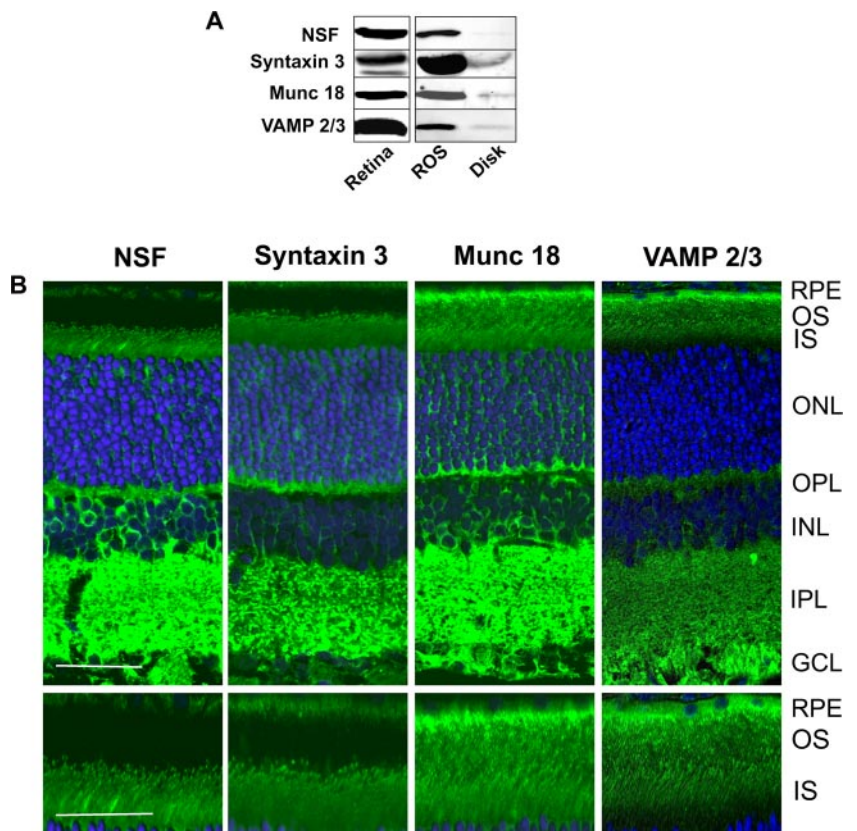 A
NSF
Syntaxin 3
Munc 18
VAMP 2/3
Retina
ROS
Disk
B
NSF Syntaxin 3 Munc 18 VAMP 2/3
RPE
OS
IS
ONL
OPL
INL
IPL
GCL
RPE
OS
IS